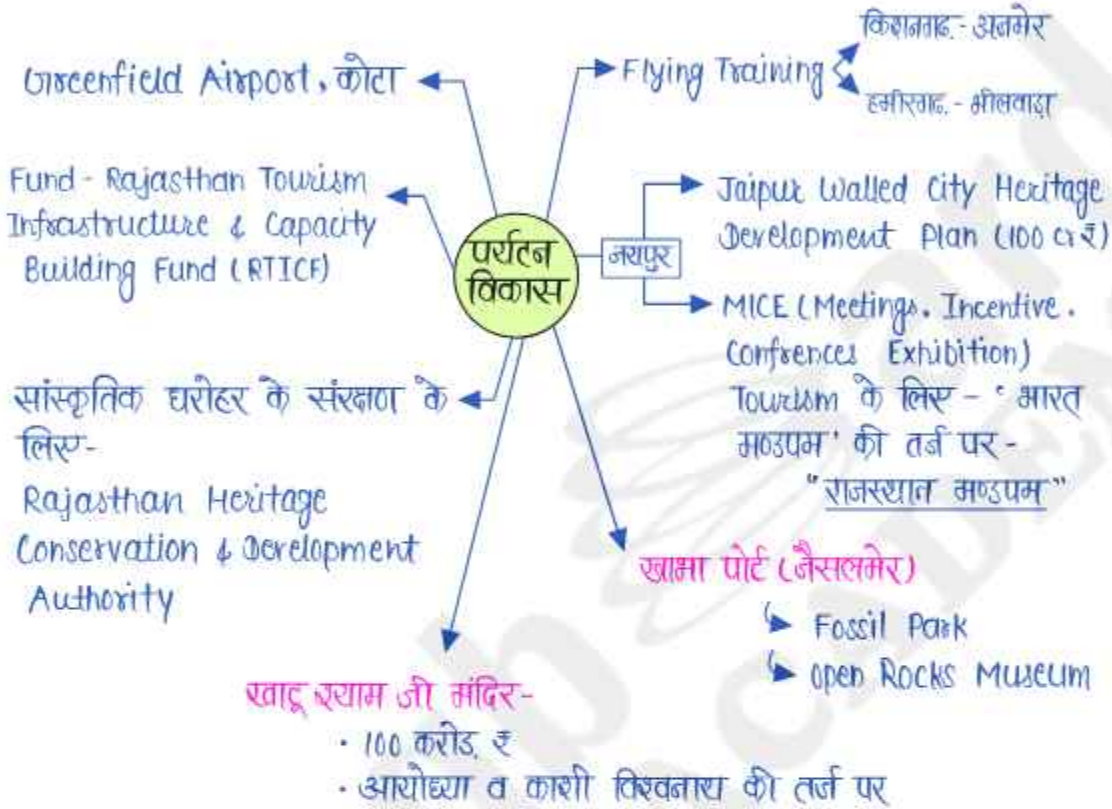 Greenfield Airport, कोटा
Fund - Rajasthan Tourism
Infrastructure & Capacity
Building Fund (RTICF)
सांस्कृतिक धरोहर के संरक्षण के
लिए-
Rajasthan Heritage
Conservation & Development
Authority
पर्यटन
विकास
Flying Training
किशनगढ़ - अजमेर
हमीरगढ़ - भीलवाड़ा
जयपुर
Jaipur Walled City Heritage
Development Plan (100 cr ₹)
MICE (Meetings, Incentive,
Confrences Exhibition)
Tourism के लिए - 'भारत
मण्डपम' की तर्ज पर -
"राजस्थान मण्डपम"
खाभा पोर्ट (जैसलमेर)
Fossil Park
Open Rocks Museum
खाटू श्याम जी मंदिर-
· 100 करोड़ ₹
· आयोध्या व काशी विश्वनाथ की तर्ज पर